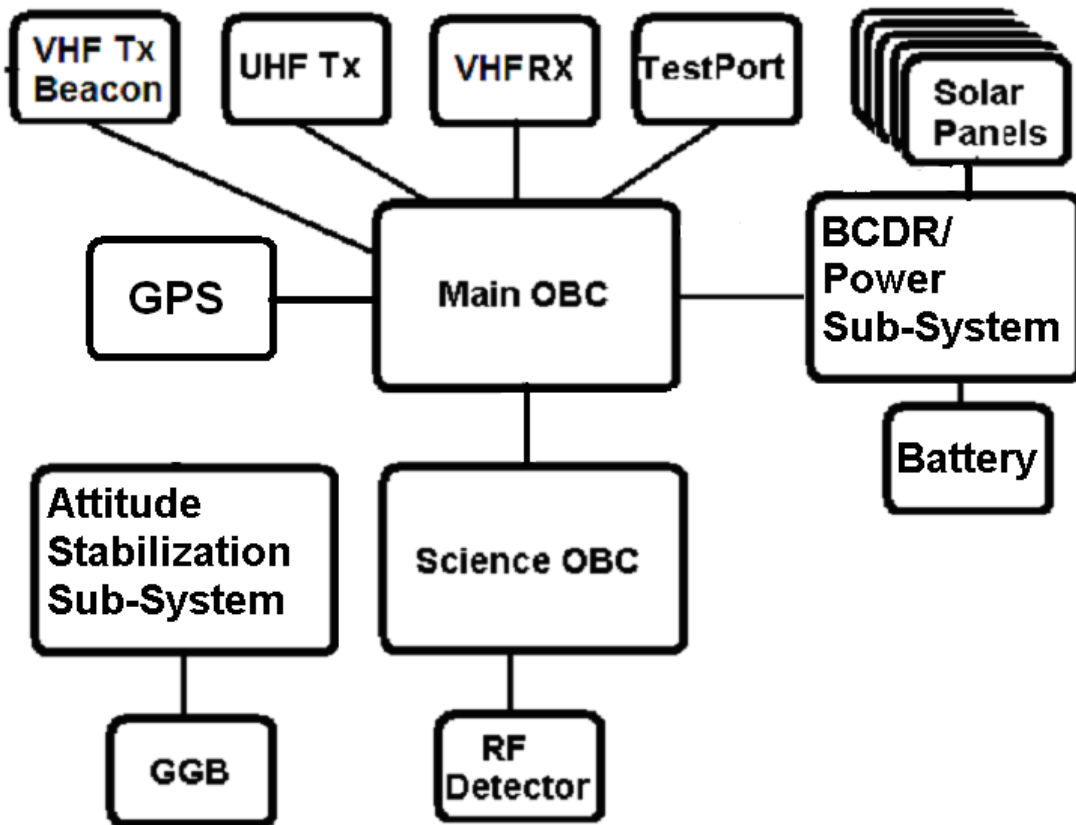 VHF Tx
Beacon
UHF Tx
VHFRX
TestPort
Solar
Panels
GPS
Main OBC
BCDR/
Power
Sub-System
Battery
Attitude
Stabilization
Sub-System
Science OBC
GGB
RF
Detector